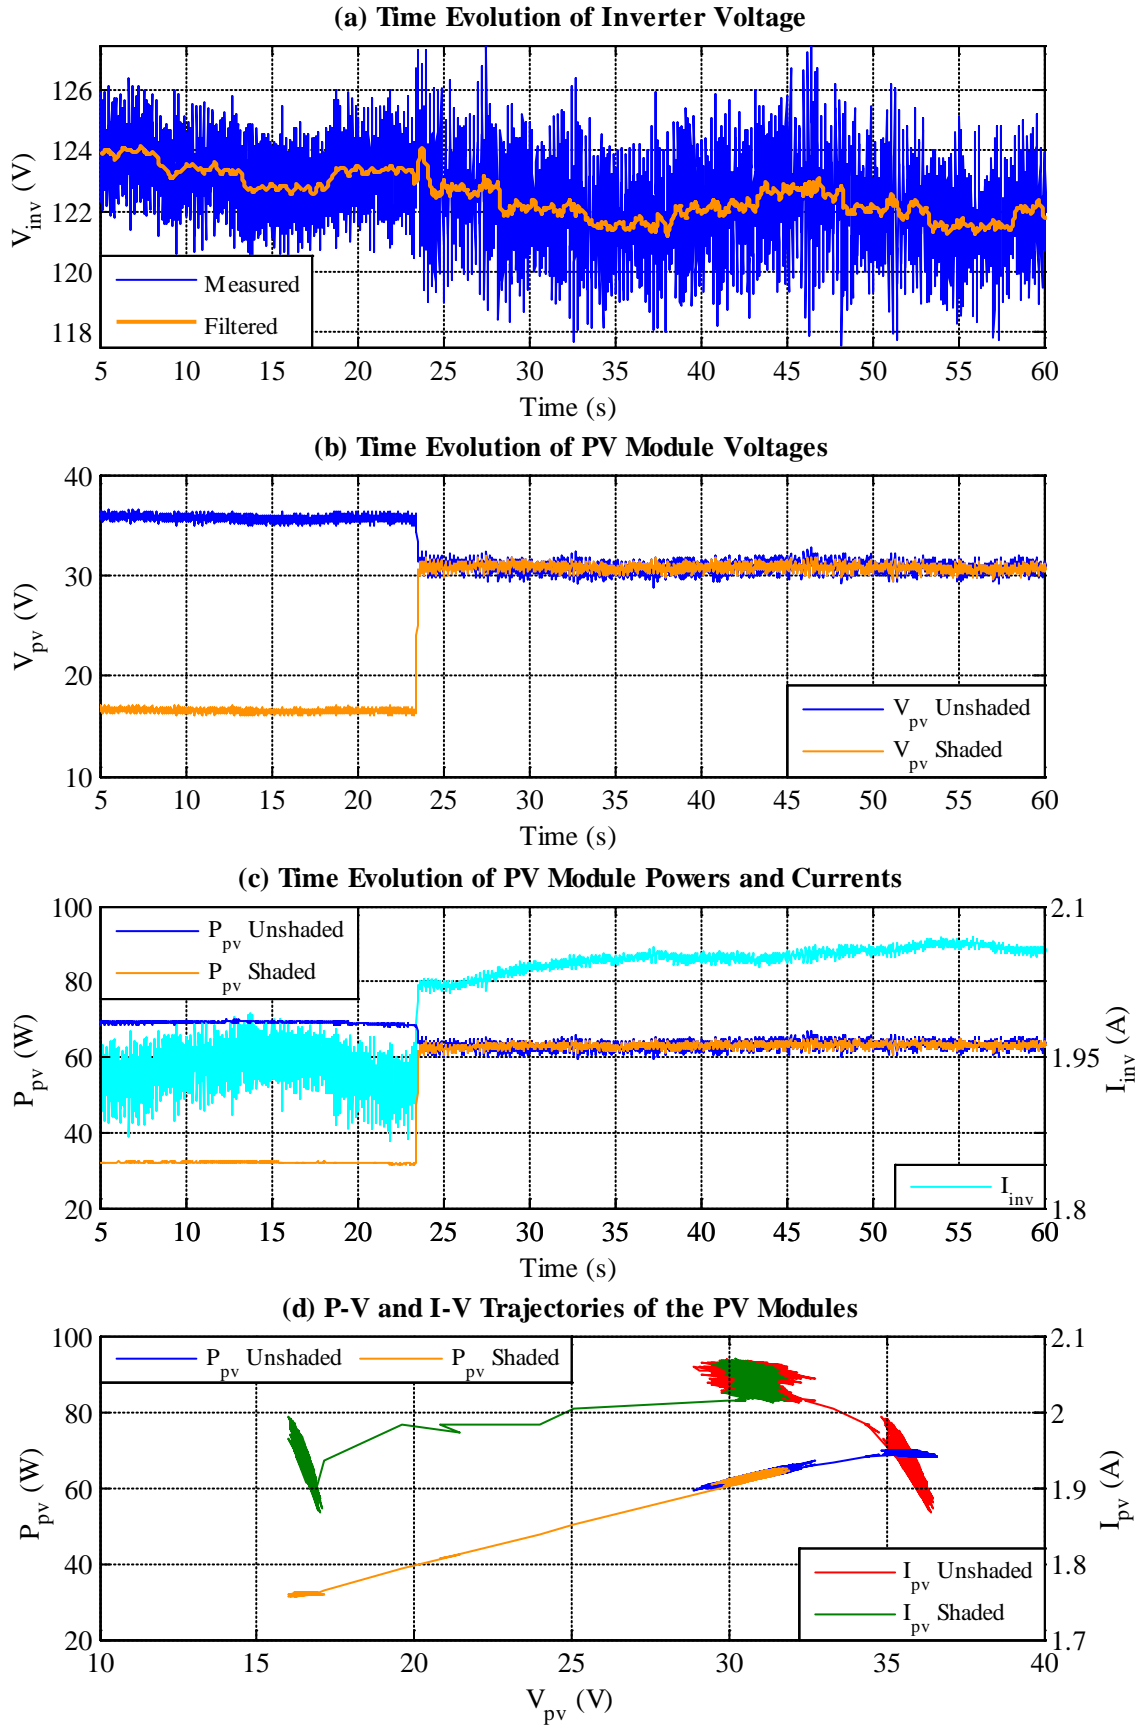 (a) Time Evolution of Inverter Voltage
126
124
122
120
118
V_inv (V)
Measured
Filtered
5 10 15 20 25 30 35 40 45 50 55 60
Time (s)
(b) Time Evolution of PV Module Voltages
40
30
20
10
V_pv (V)
V_pv Unshaded
V_pv Shaded
5 10 15 20 25 30 35 40 45 50 55 60
Time (s)
(c) Time Evolution of PV Module Powers and Currents
100
80
60
40
20
P_pv (W)
P_pv Unshaded
P_pv Shaded
2.1
1.95
1.8
I_inv (A)
I_inv
5 10 15 20 25 30 35 40 45 50 55 60
Time (s)
(d) P-V and I-V Trajectories of the PV Modules
100
80
60
40
20
P_pv (W)
P_pv Unshaded P_pv Shaded
2.1
2
1.9
1.8
1.7
I_pv (A)
I_pv Unshaded
I_pv Shaded
10 15 20 25 30 35 40
V_pv (V)